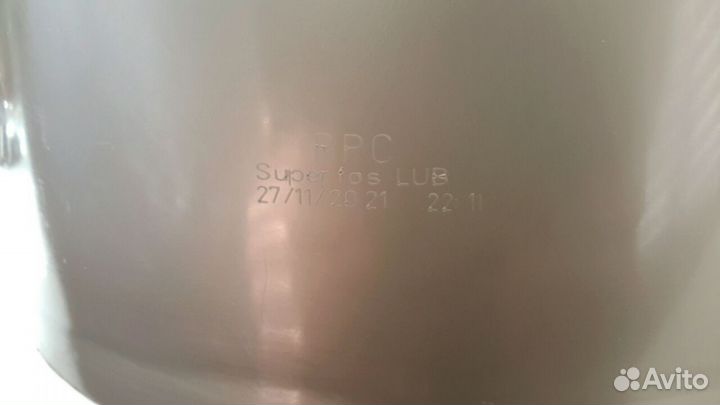 RPC
Superfos LUB
27/11/2021 22:11
Avito